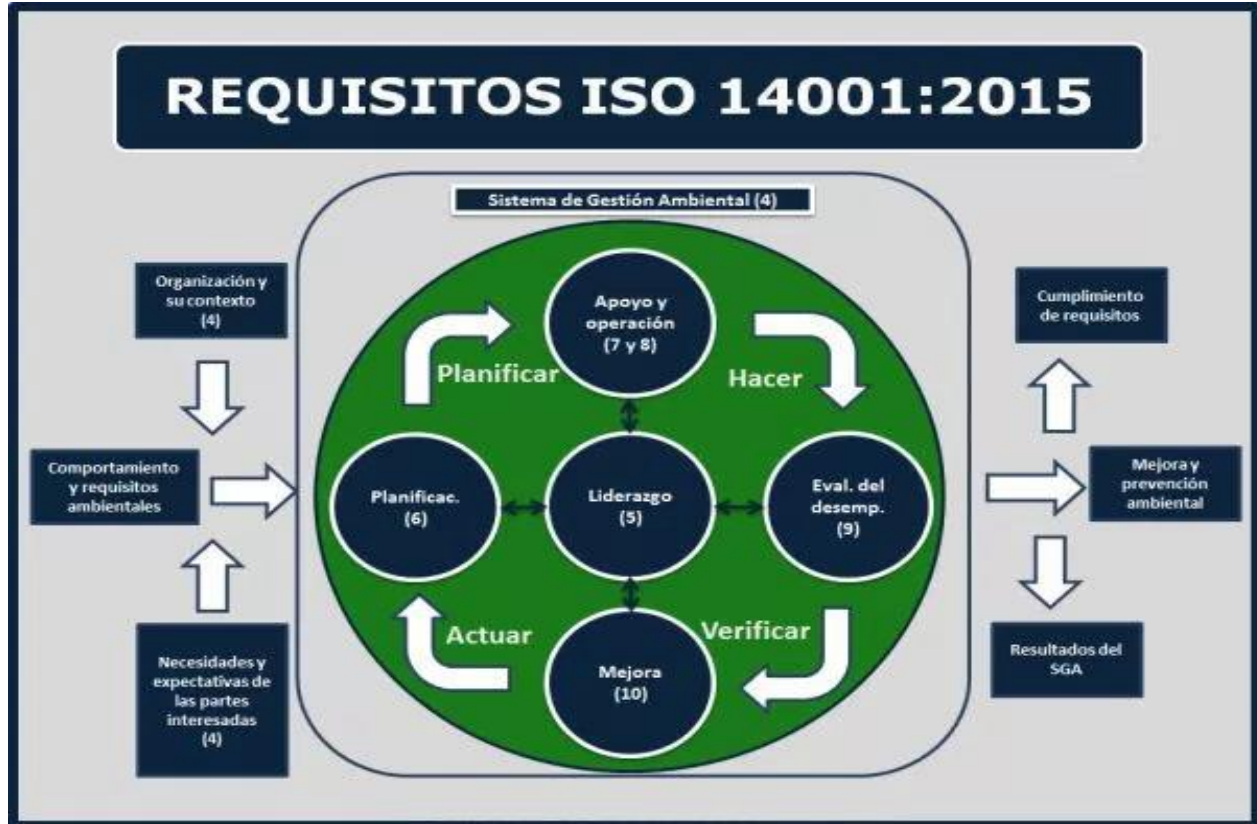 REQUISITOS ISO 14001:2015
Sistema de Gestión Ambiental (4)
Organización y
su contexto
(4)
Comportamiento
y requisitos
ambientales
Necesidades y
expectativas de
las partes
interesadas
(4)
Apoyo y
operación
(7 y 8)
Planificar
Hacer
Planificac.
(6)
Liderazgo
(5)
Eval. del
desemp.
(9)
Actuar
Verificar
Mejora
(10)
Cumplimiento
de requisitos
Mejora y
prevención
ambiental
Resultados del
SGA